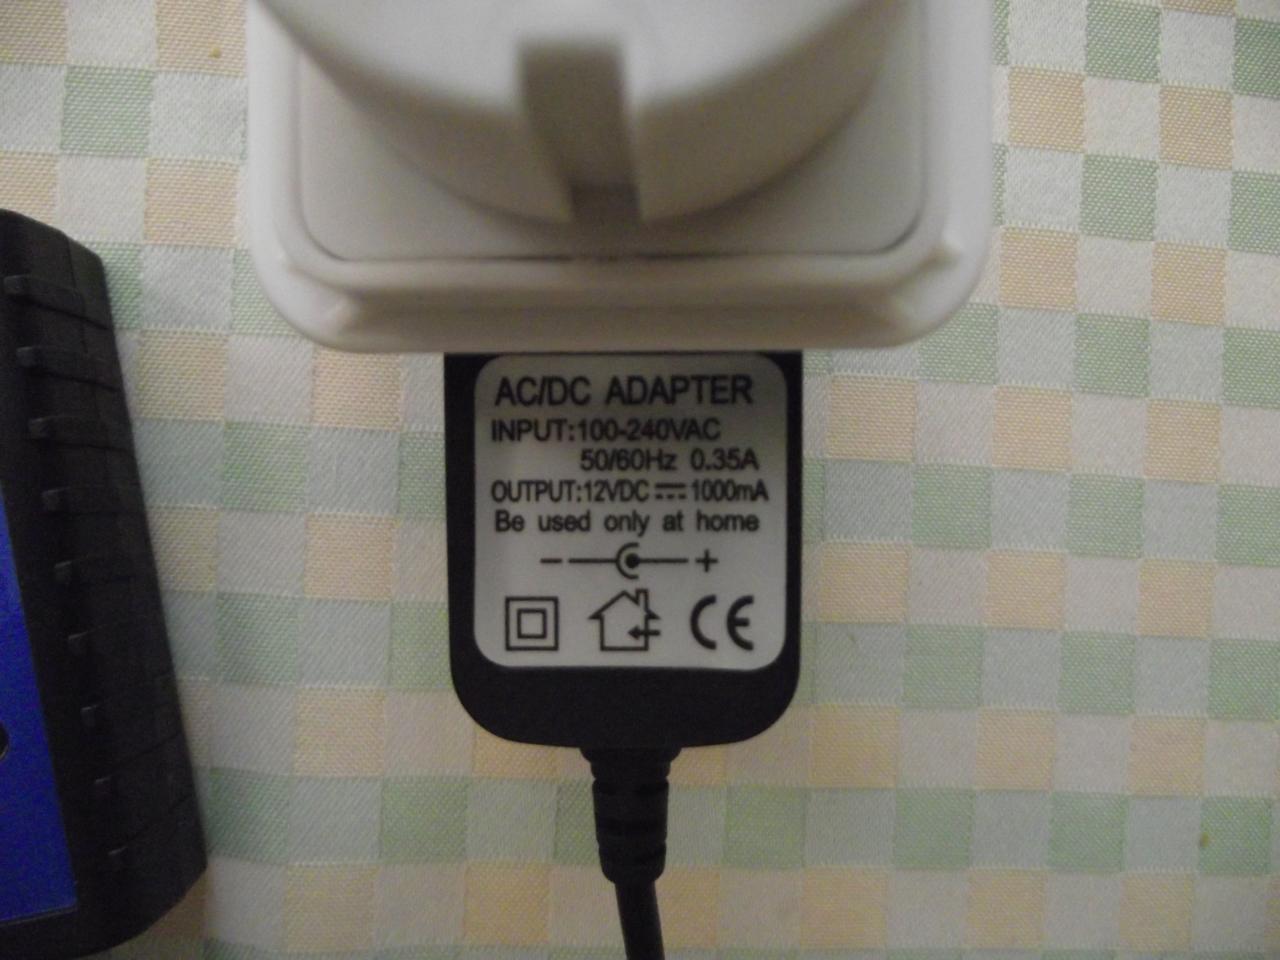 AC/DC ADAPTER
INPUT:100-240VAC
50/60Hz 0.35A
OUTPUT:12VDC ⎓ 1000mA
Be used only at home
- +
CE